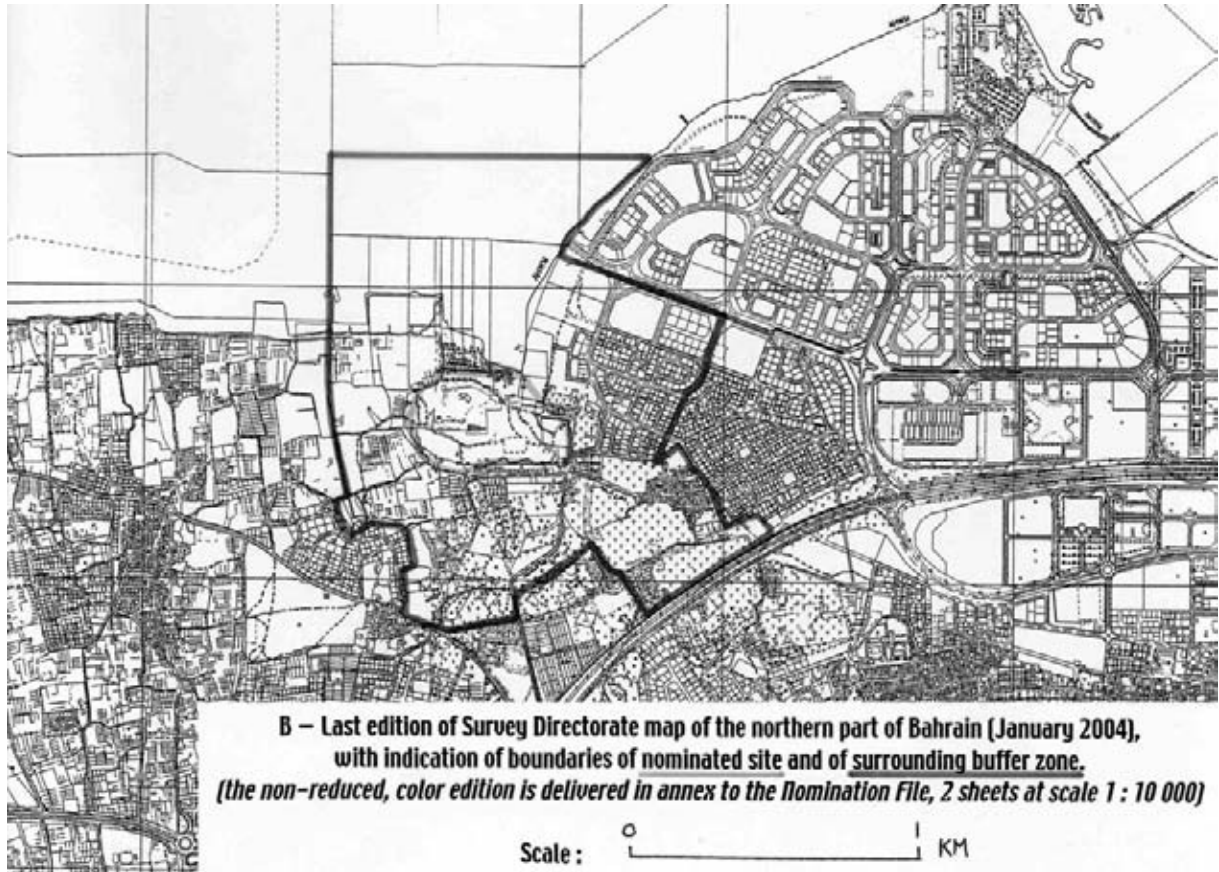 B – Last edition of Survey Directorate map of the northern part of Bahrain (January 2004),
with indication of boundaries of nominated site and of surrounding buffer zone.
(the non-reduced, color edition is delivered in annex to the Nomination File, 2 sheets at scale 1 : 10 000)
0 1
Scale : KM